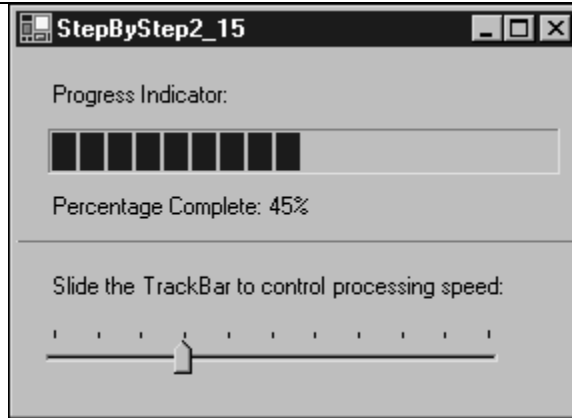 StepByStep2_15
Progress Indicator:
Percentage Complete: 45%
Slide the TrackBar to control processing speed: